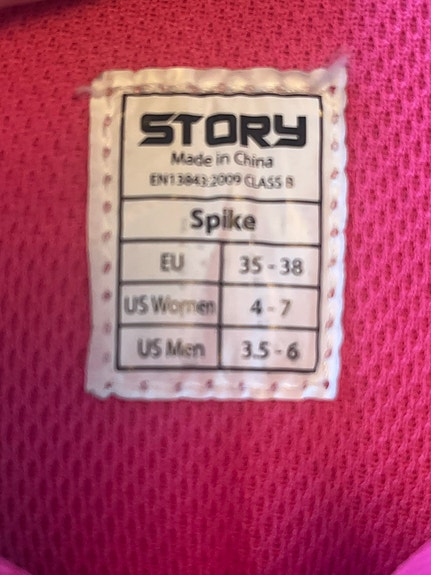 STORY
Made in China
EN13843:2009 CLASS B
Spike
EU 35 - 38
US Women 4 - 7
US Men 3.5 - 6